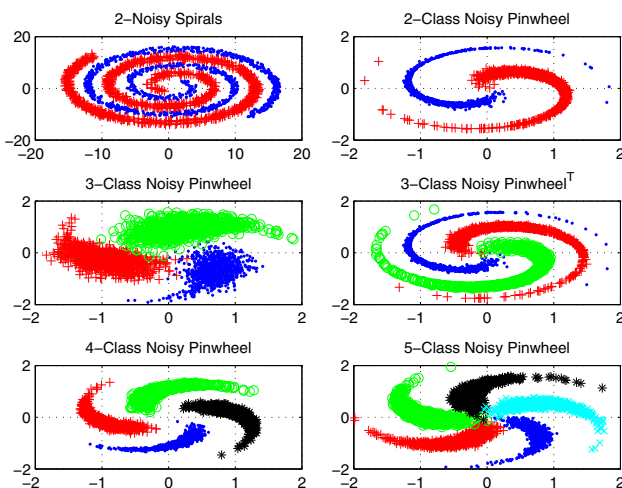 2−Noisy Spirals
2−Class Noisy Pinwheel
20
0
−20
−20 −10 0 10 20
2
0
−2
−2 −1 0 1 2
3−Class Noisy Pinwheel
3−Class Noisy Pinwheel^T
2
0
−2
−2 −1 0 1 2
2
0
−2
−2 −1 0 1 2
4−Class Noisy Pinwheel
5−Class Noisy Pinwheel
2
0
−2
−2 −1 0 1 2
2
0
−2
−2 −1 0 1 2